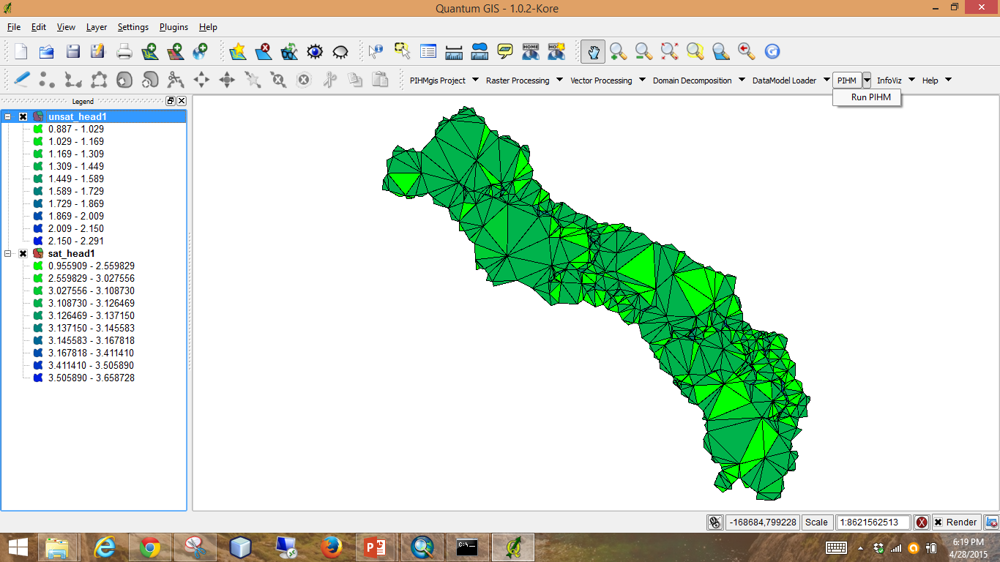 Quantum GIS - 1.0.2-Kore
File Edit View Layer Settings Plugins Help
HOME HO
PIHMgis Project Raster Processing Vector Processing Domain Decomposition DataModel Loader PIHM InfoViz Help
Run PIHM
Legend
unsat_head1
0.887 - 1.029
1.029 - 1.169
1.169 - 1.309
1.309 - 1.449
1.449 - 1.589
1.589 - 1.729
1.729 - 1.869
1.869 - 2.009
2.009 - 2.150
2.150 - 2.291
sat_head1
0.955909 - 2.559829
2.559829 - 3.027556
3.027556 - 3.108730
3.108730 - 3.126469
3.126469 - 3.137150
3.137150 - 3.145583
3.145583 - 3.167818
3.167818 - 3.411410
3.411410 - 3.505890
3.505890 - 3.658728
-168684,799228 Scale 1:8621562513 Render
C:\
6:19 PM
4/28/2015